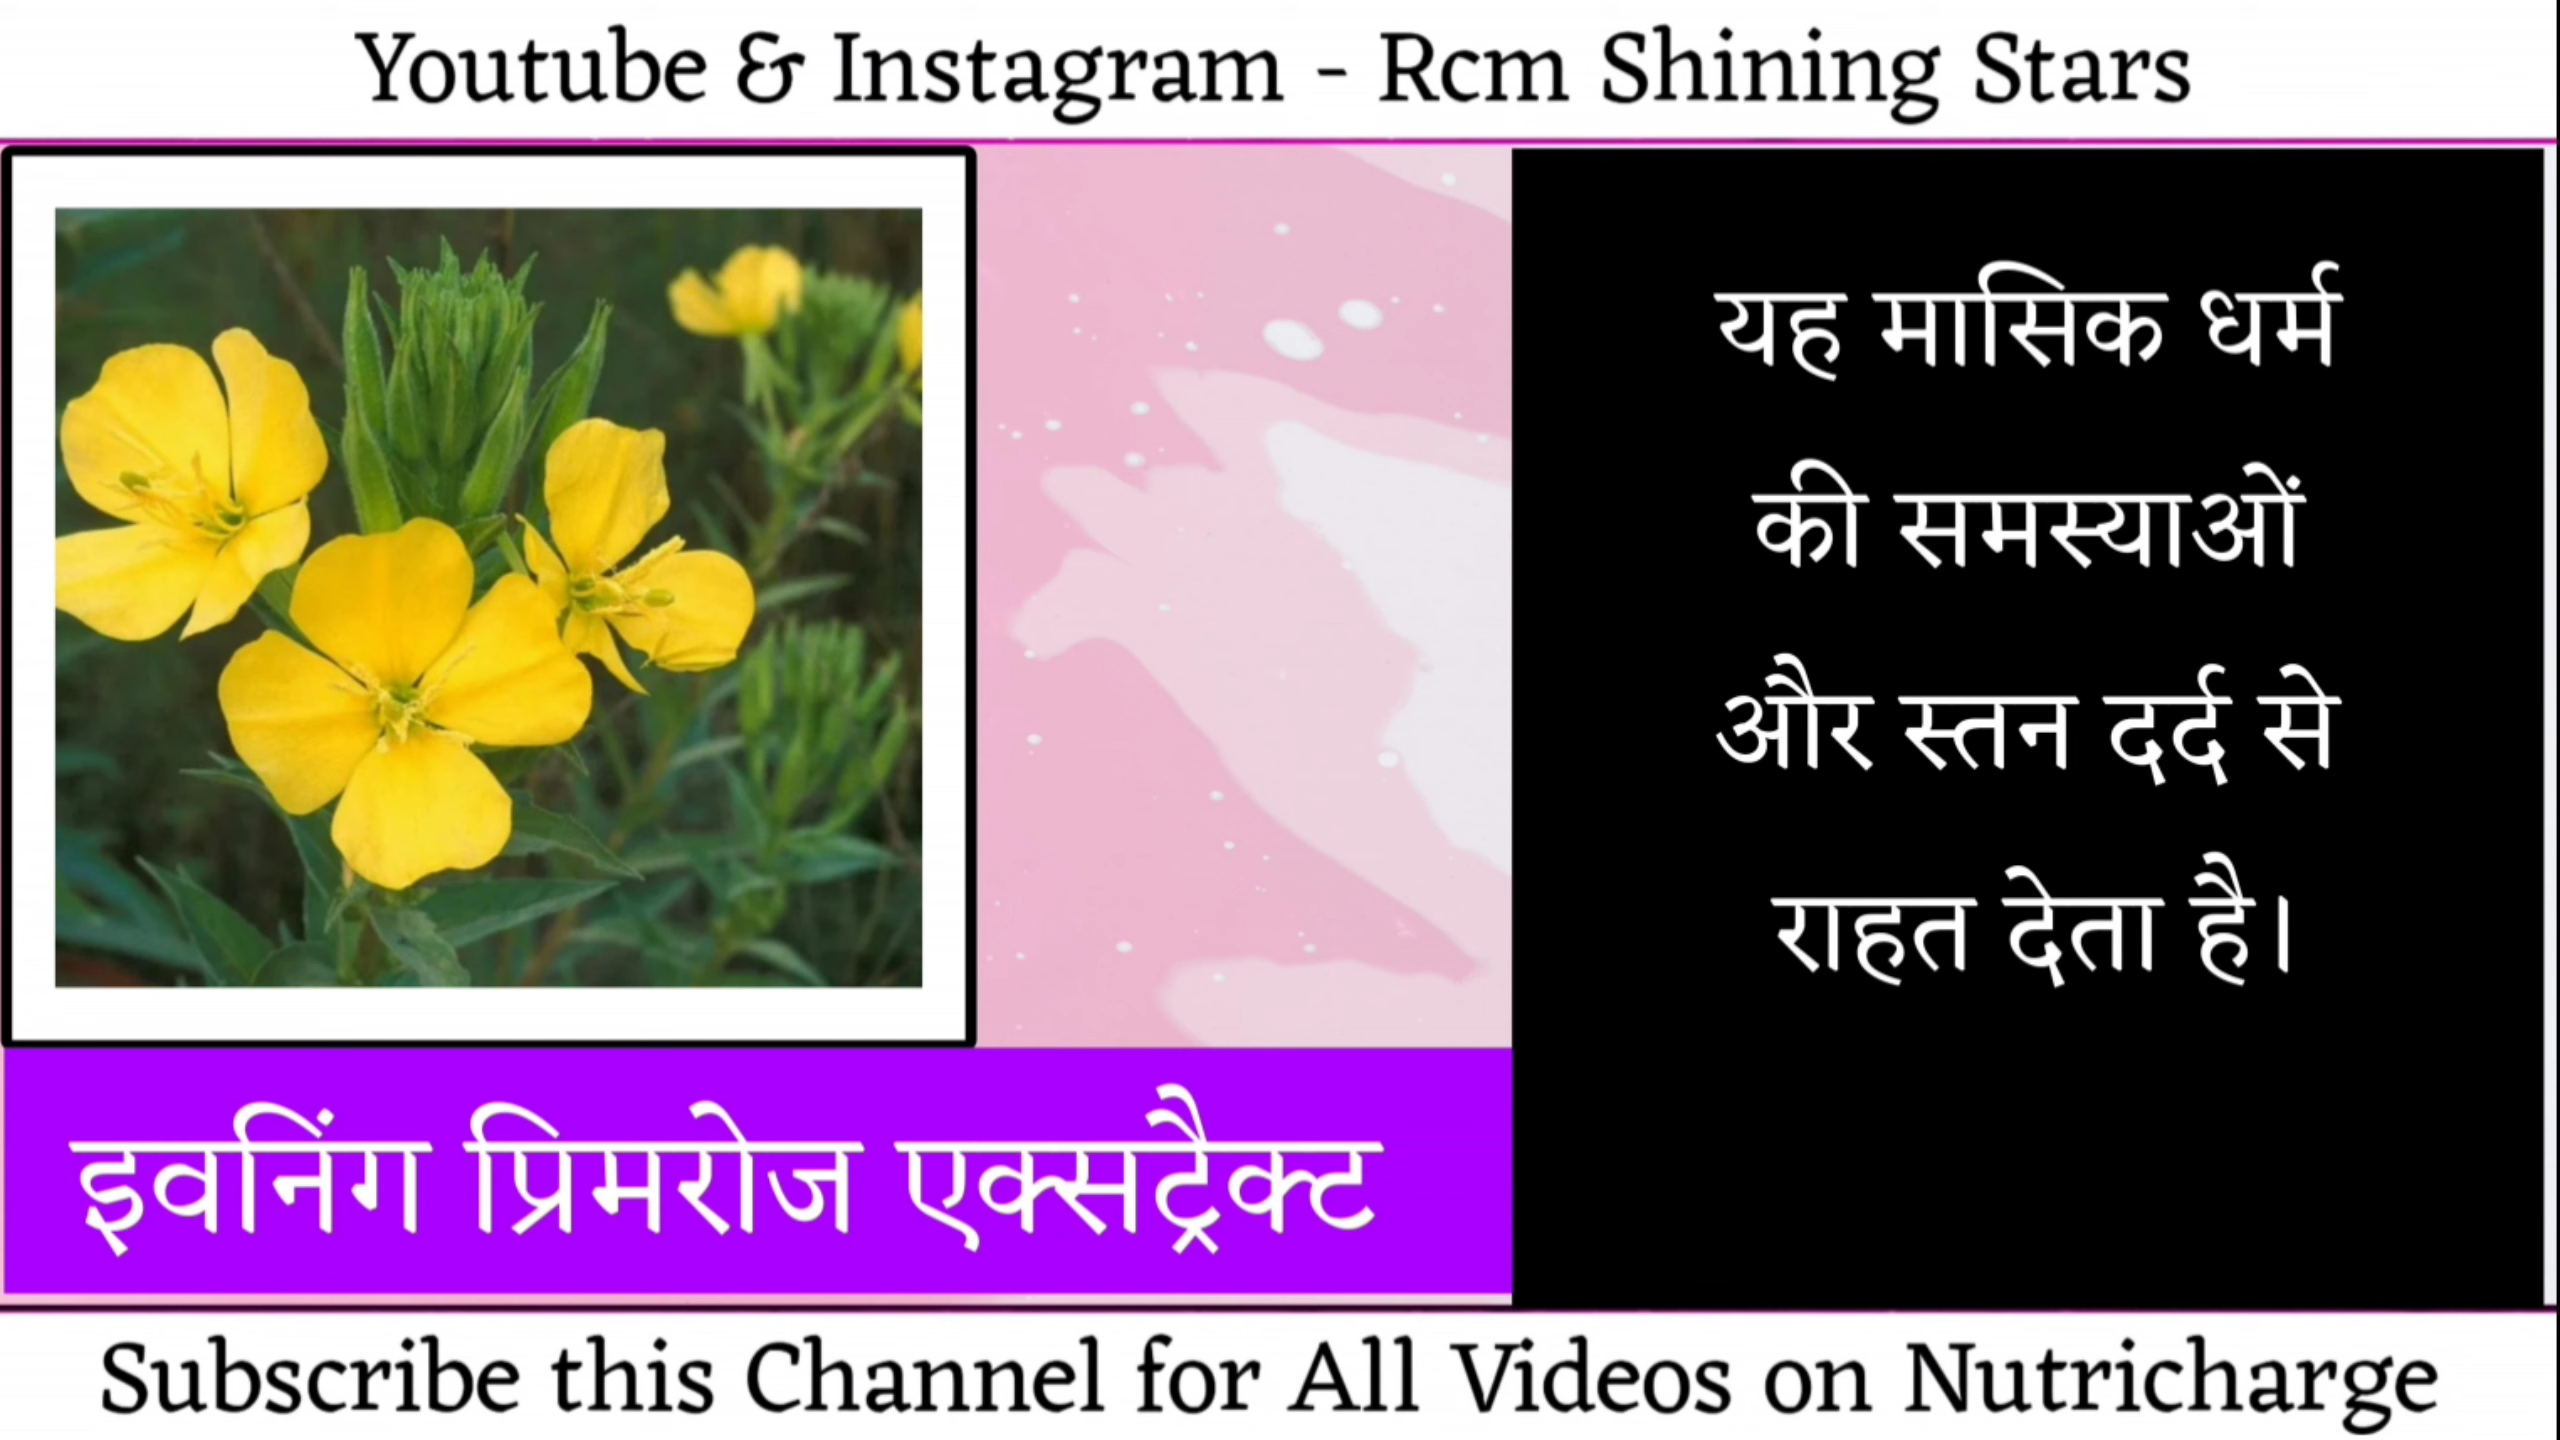 Youtube & Instagram - Rcm Shining Stars
यह मासिक धर्म
की समस्याओं
और स्तन दर्द से
राहत देता है।
इवनिंग प्रिमरोज एक्सट्रैक्ट
Subscribe this Channel for All Videos on Nutricharge